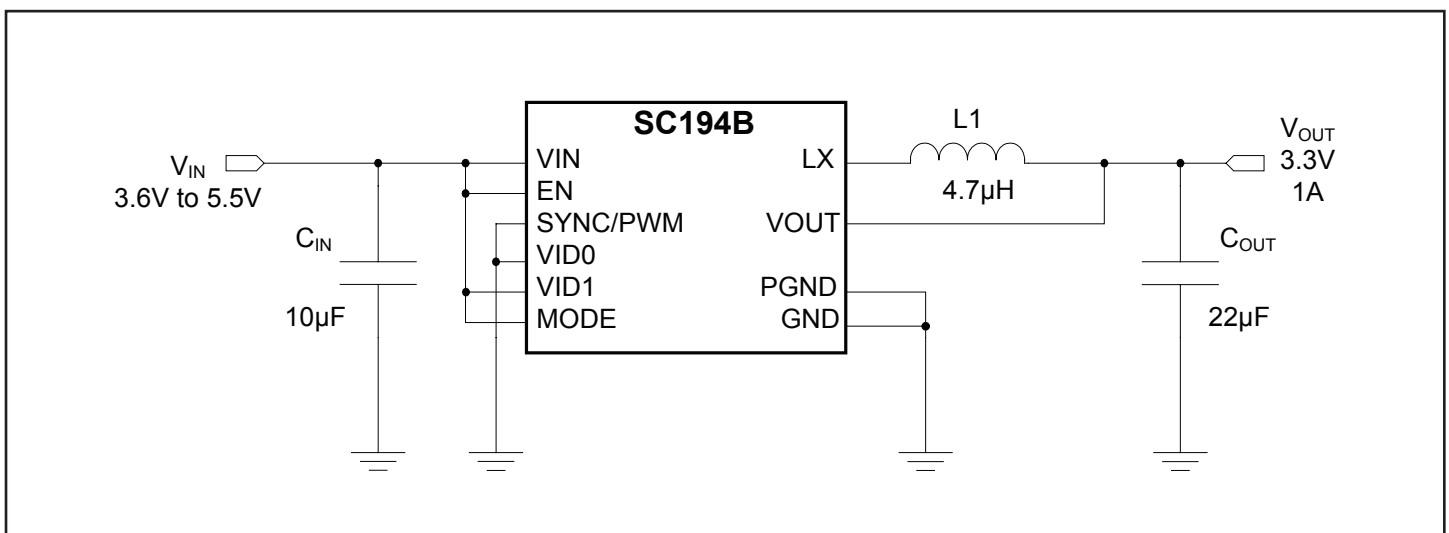 SC194B
V_IN
3.6V to 5.5V
C_IN
10µF
VIN
EN
SYNC/PWM
VID0
VID1
MODE
LX
VOUT
PGND
GND
L1
4.7µH
V_OUT
3.3V
1A
C_OUT
22µF